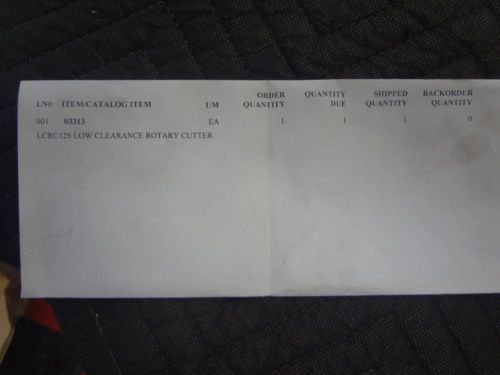 ORDER QUANTITY SHIPPED BACKORDER
LN# ITEM/CATALOG ITEM UM QUANTITY DUE QUANTITY QUANTITY
001 03313 EA 1 1 1 0
LCRC12S LOW CLEARANCE ROTARY CUTTER